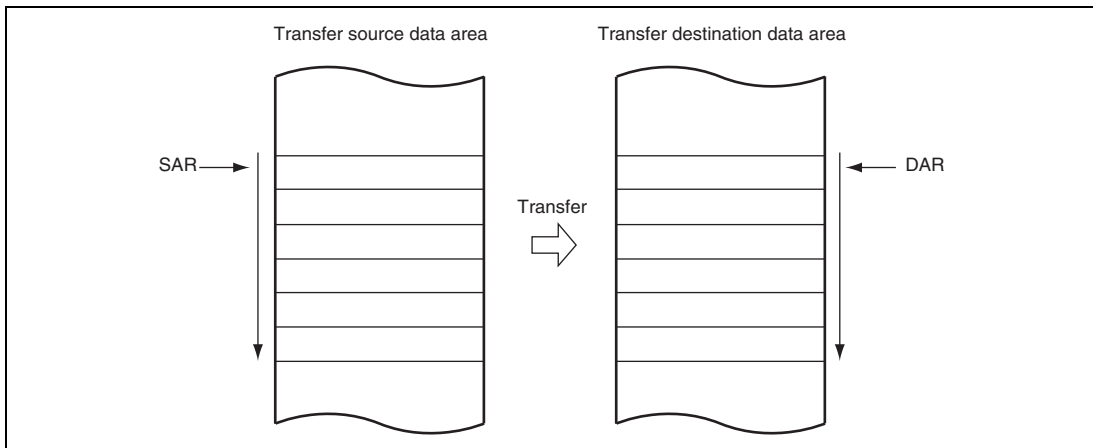 Transfer source data area
Transfer destination data area
SAR
DAR
Transfer